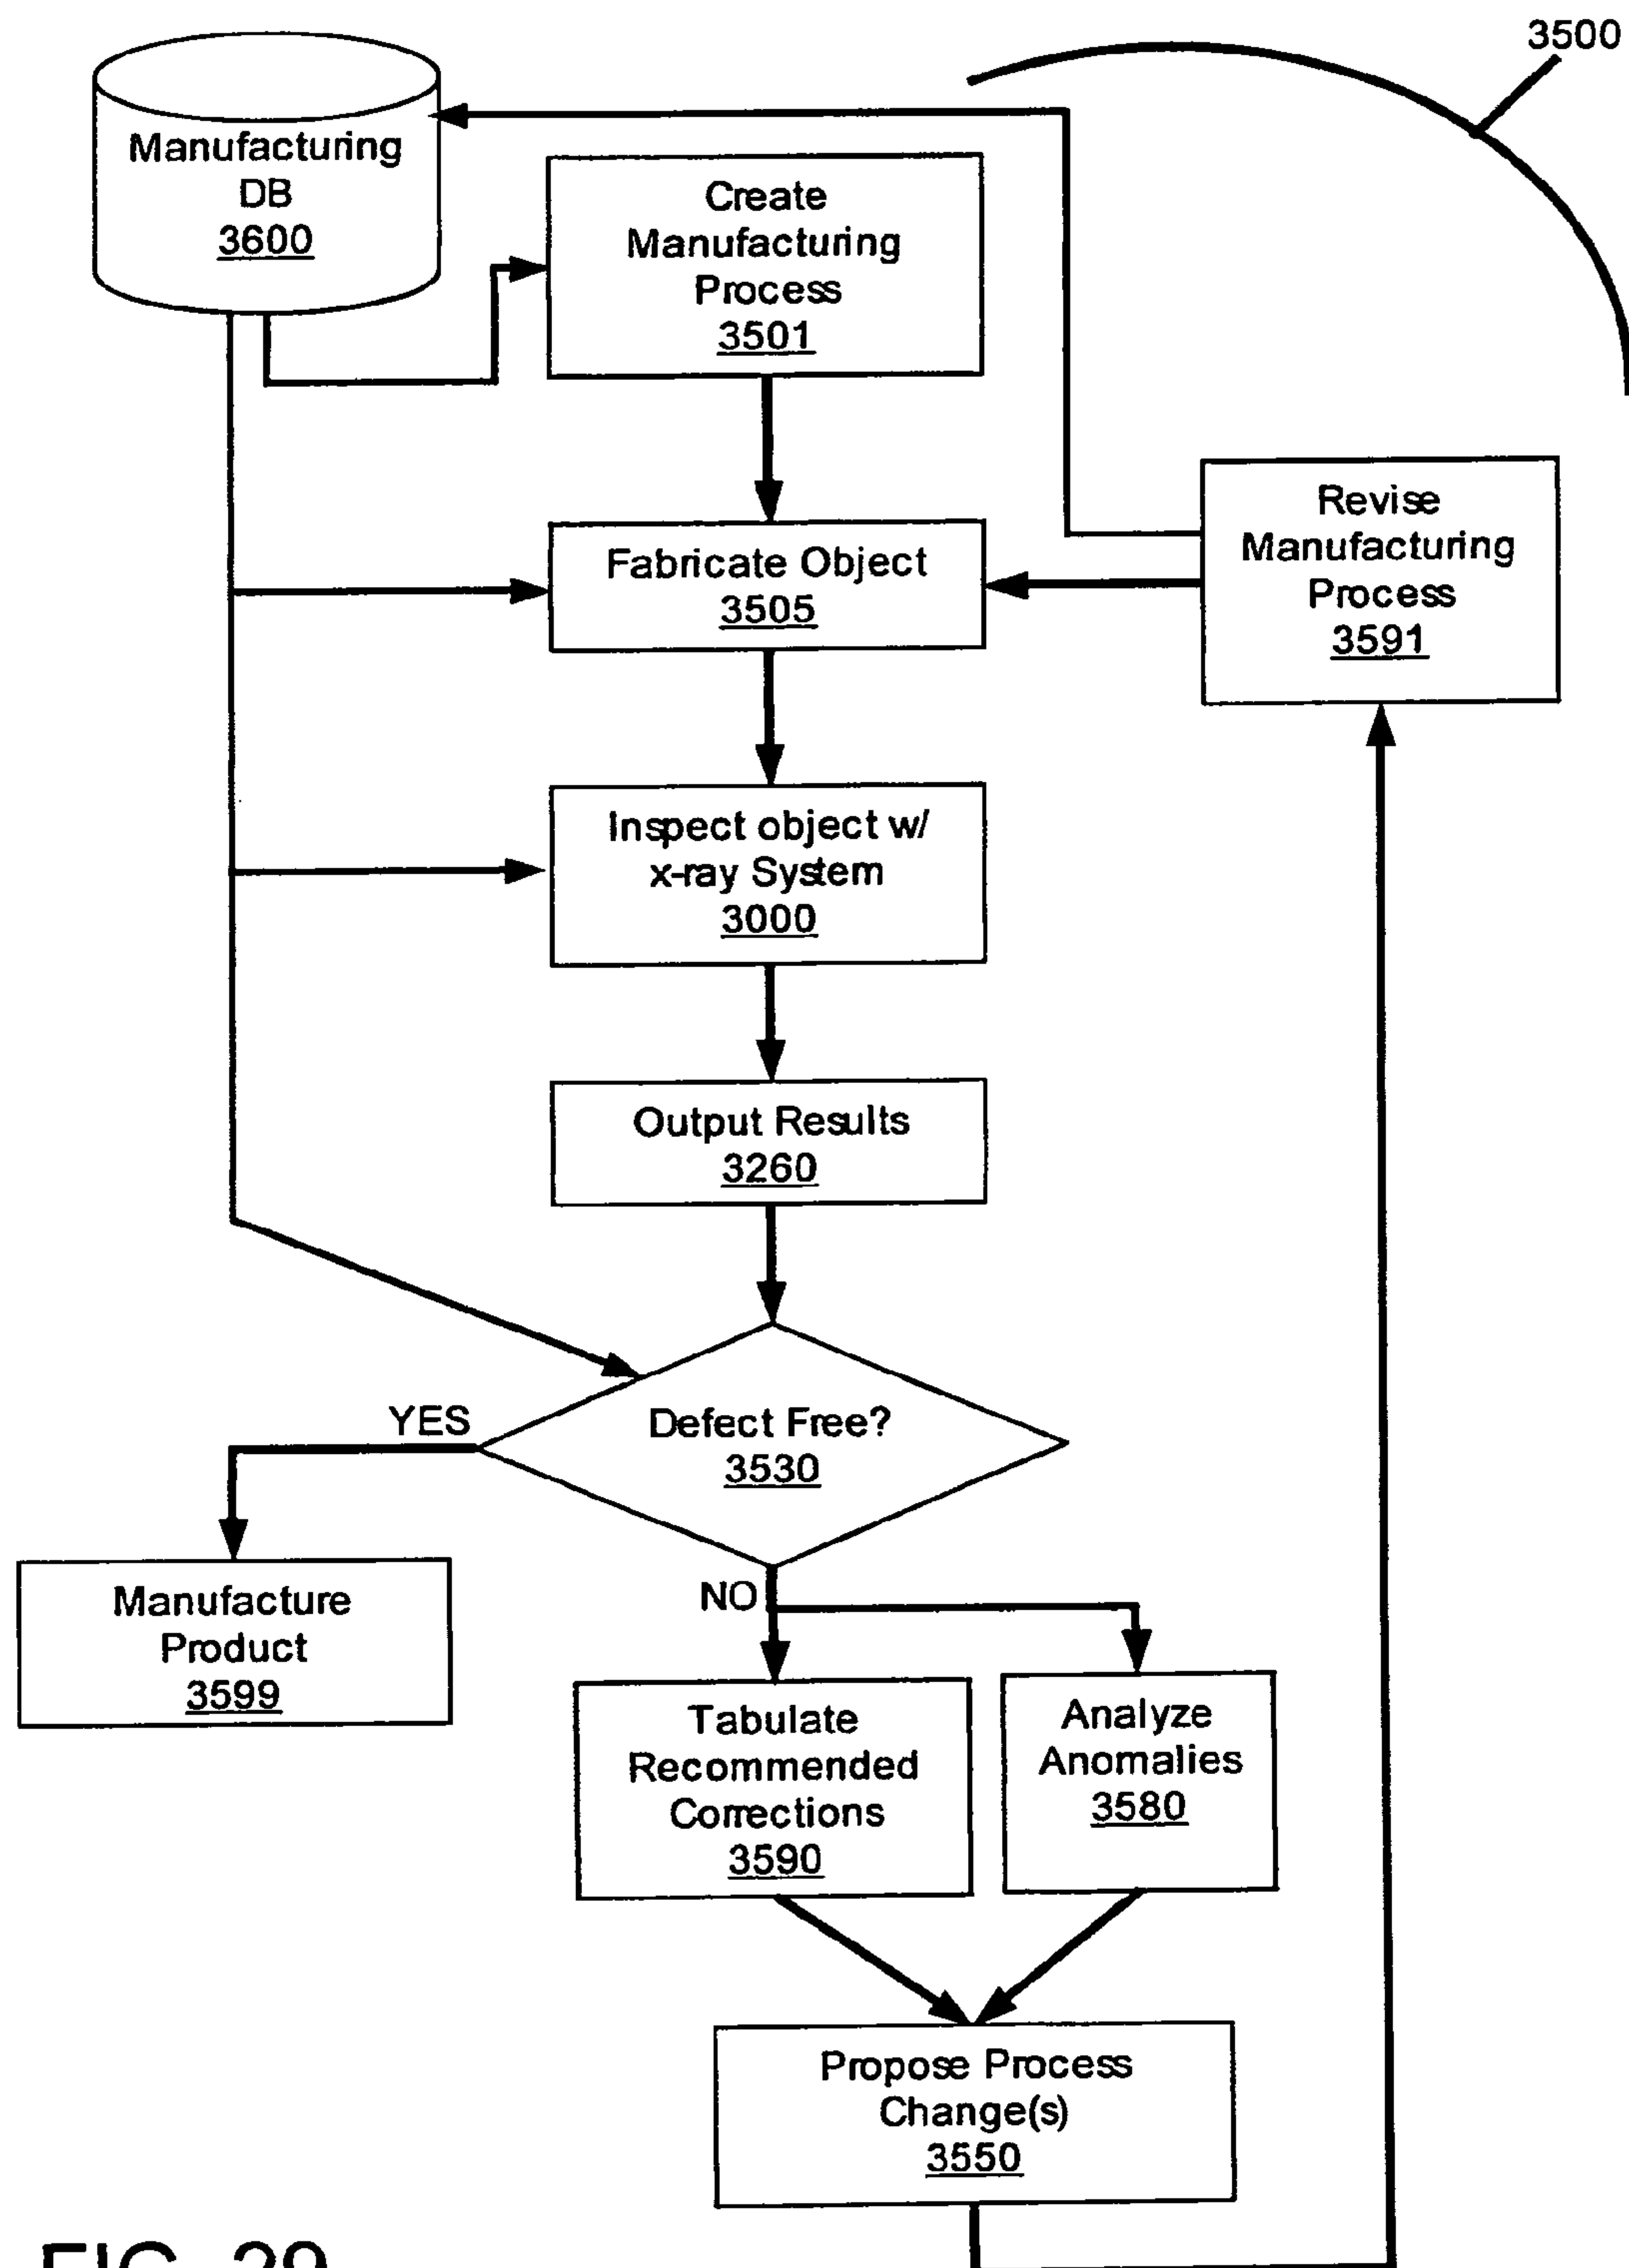 3500
Manufacturing
DB
3600
Create
Manufacturing
Process
3501
Revise
Manufacturing
Process
3591
Fabricate Object
3505
Inspect object w/
x-ray System
3000
Output Results
3260
Defect Free?
3530
YES
NO
Manufacture
Product
3599
Tabulate
Recommended
Corrections
3590
Analyze
Anomalies
3580
Propose Process
Change(s)
3550
FIG. 29